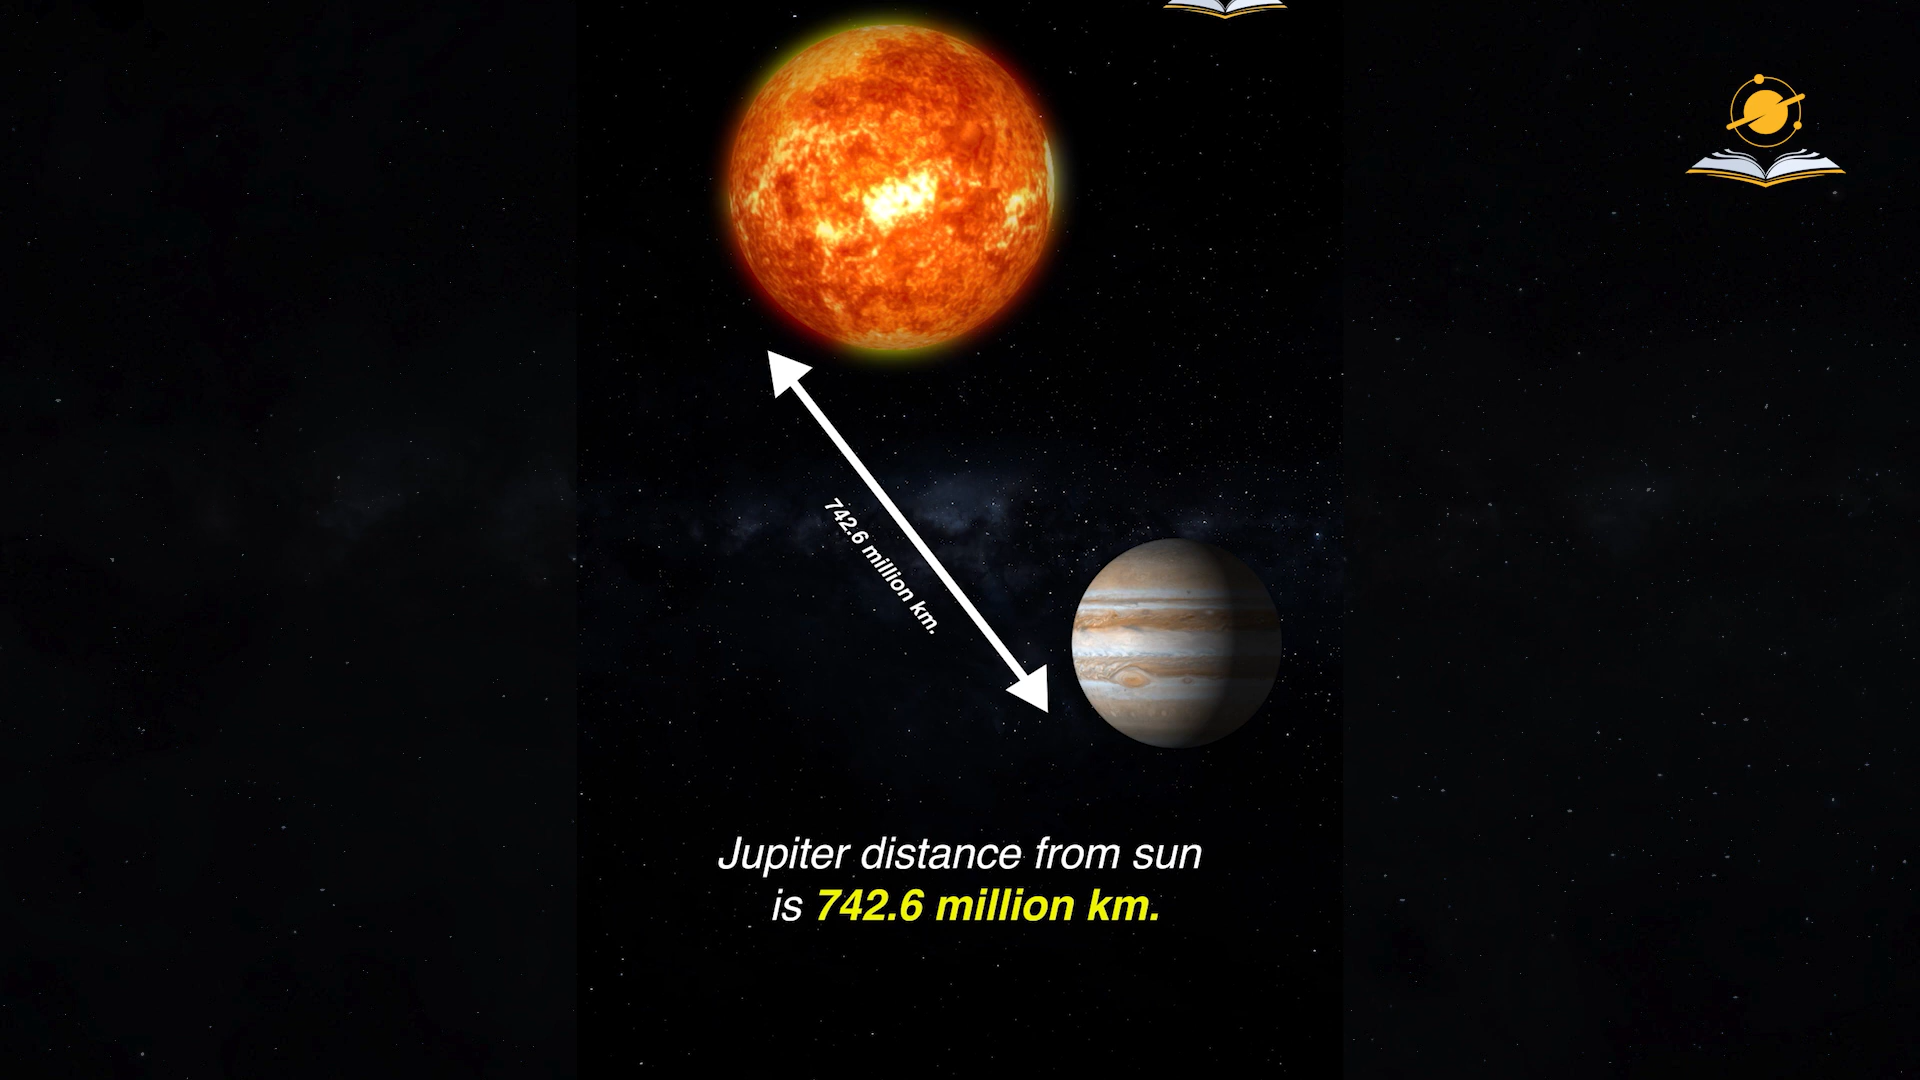 742.6 million km.
Jupiter distance from sun
is 742.6 million km.